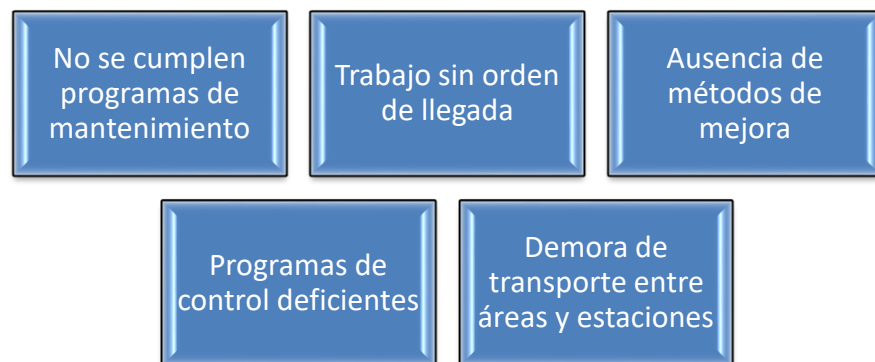 No se cumplen
programas de
mantenimiento
Trabajo sin orden
de llegada
Ausencia de
métodos de
mejora
Programas de
control deficientes
Demora de
transporte entre
áreas y estaciones